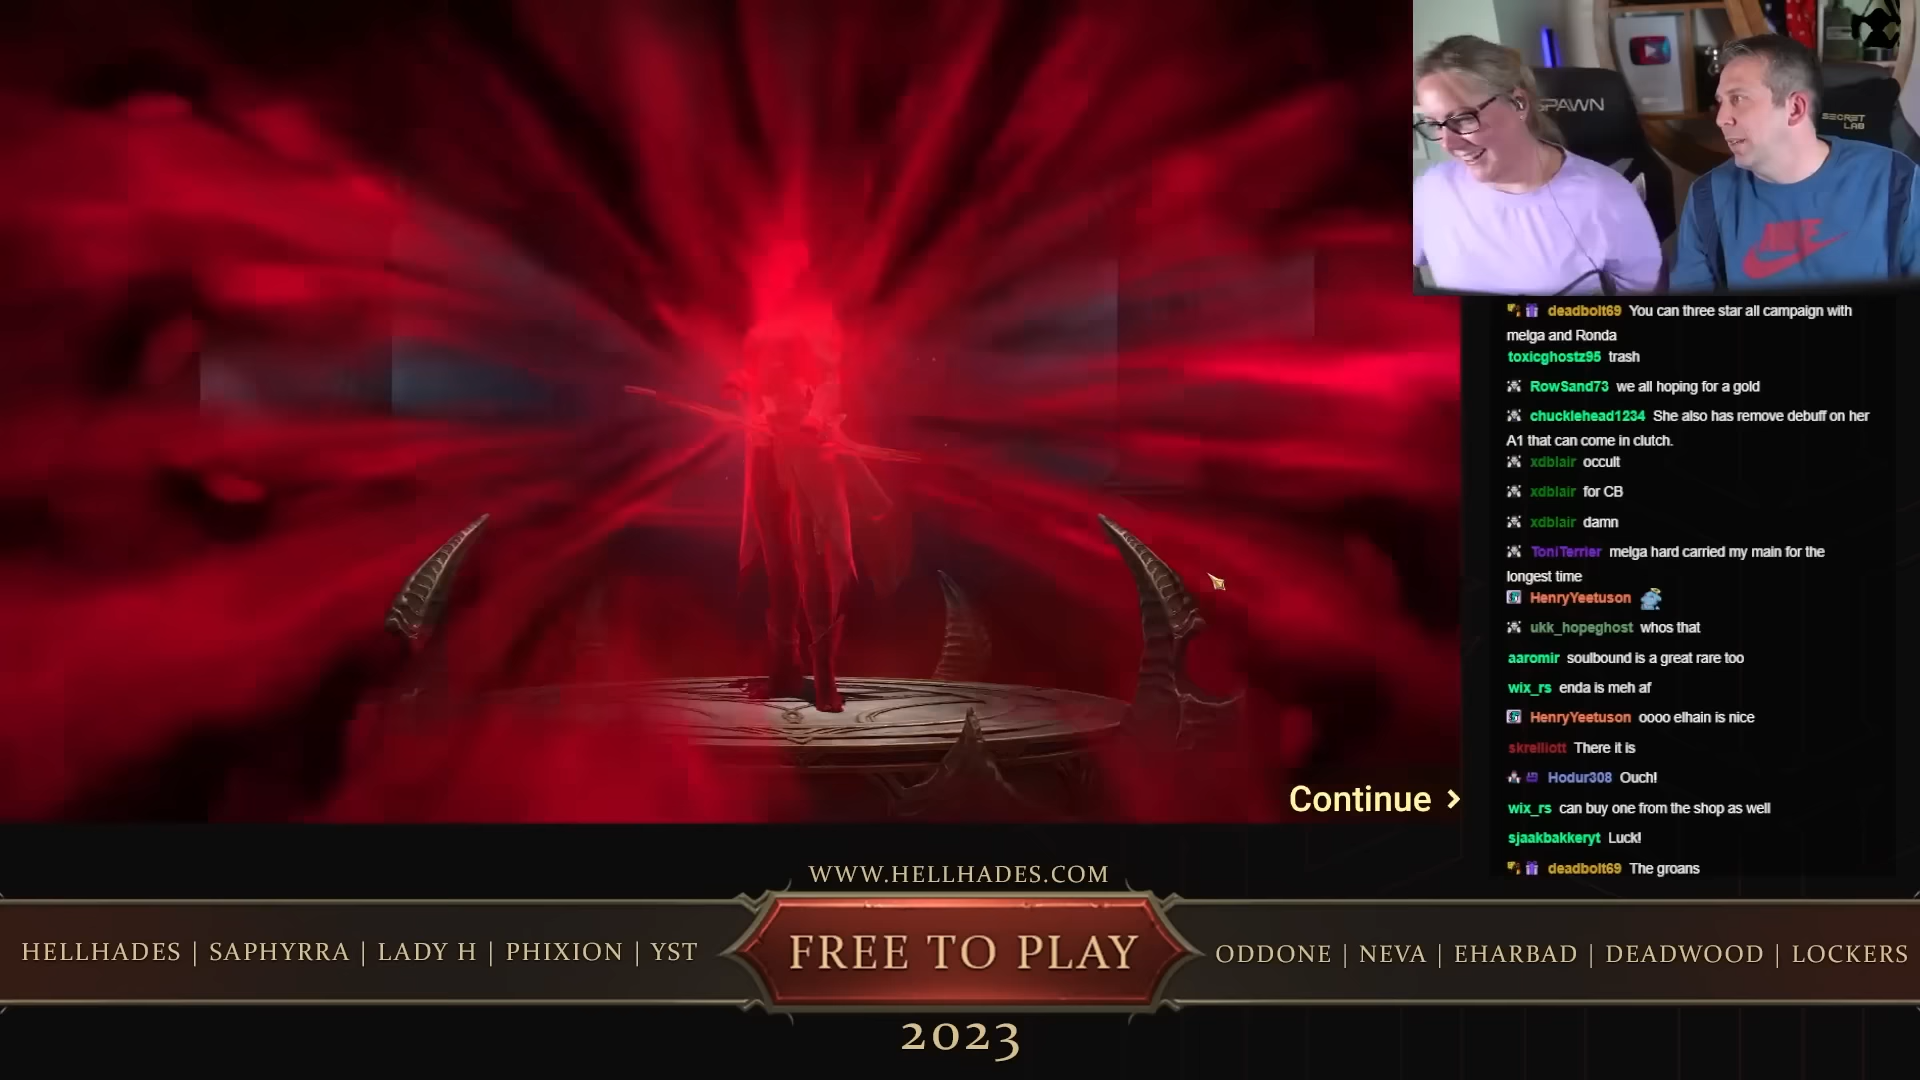 SPAWN
SECRET
LAB
NIKE
deadbolt69 You can three star all campaign with
melga and Ronda
toxicghostz95 trash
RowSand73 we all hoping for a gold
chucklehead1234 She also has remove debuff on her
A1 that can come in clutch.
xdblair occult
xdblair for CB
xdblair damn
ToniTerrier melga hard carried my main for the
longest time
HenryYeetuson
ukk_hopeghost whos that
aaromir soulbound is a great rare too
wix_rs enda is meh af
HenryYeetuson oooo elhain is nice
skrelliott There it is
Hodur308 Ouch!
wix_rs can buy one from the shop as well
sjaakbakkeryt Luck!
deadbolt69 The groans
Continue >
WWW.HELLHADES.COM
HELLHADES | SAPHYRRA | LADY H | PHIXION | YST
FREE TO PLAY
ODDONE | NEVA | EHARBAD | DEADWOOD | LOCKERS
2023